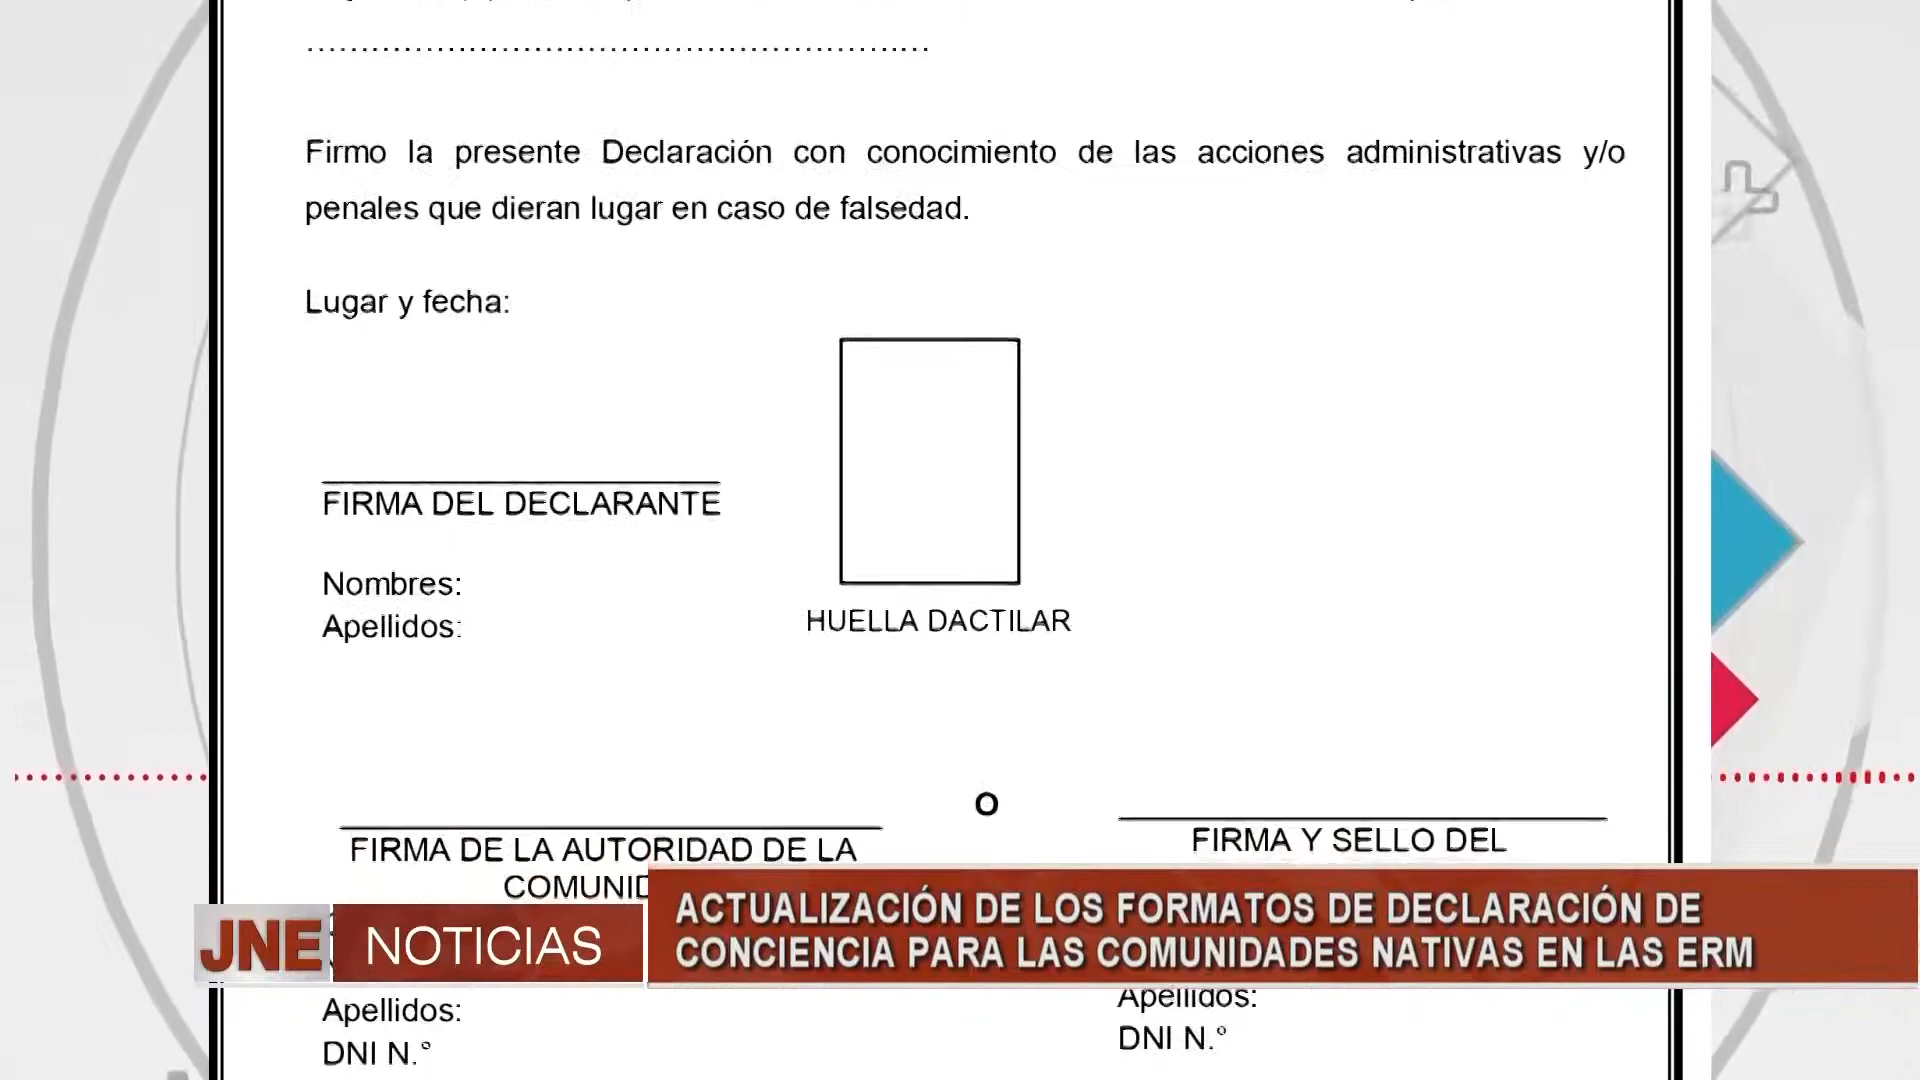 Firmo la presente Declaración con conocimiento de las acciones administrativas y/o
penales que dieran lugar en caso de falsedad.
Lugar y fecha:
FIRMA DEL DECLARANTE
Nombres:
Apellidos:
HUELLA DACTILAR
O
FIRMA DE LA AUTORIDAD DE LA
FIRMA Y SELLO DEL
JNE NOTICIAS
ACTUALIZACIÓN DE LOS FORMATOS DE DECLARACIÓN DE
CONCIENCIA PARA LAS COMUNIDADES NATIVAS EN LAS ERM
Apellidos:
DNI N.°
Apellidos:
DNI N.°